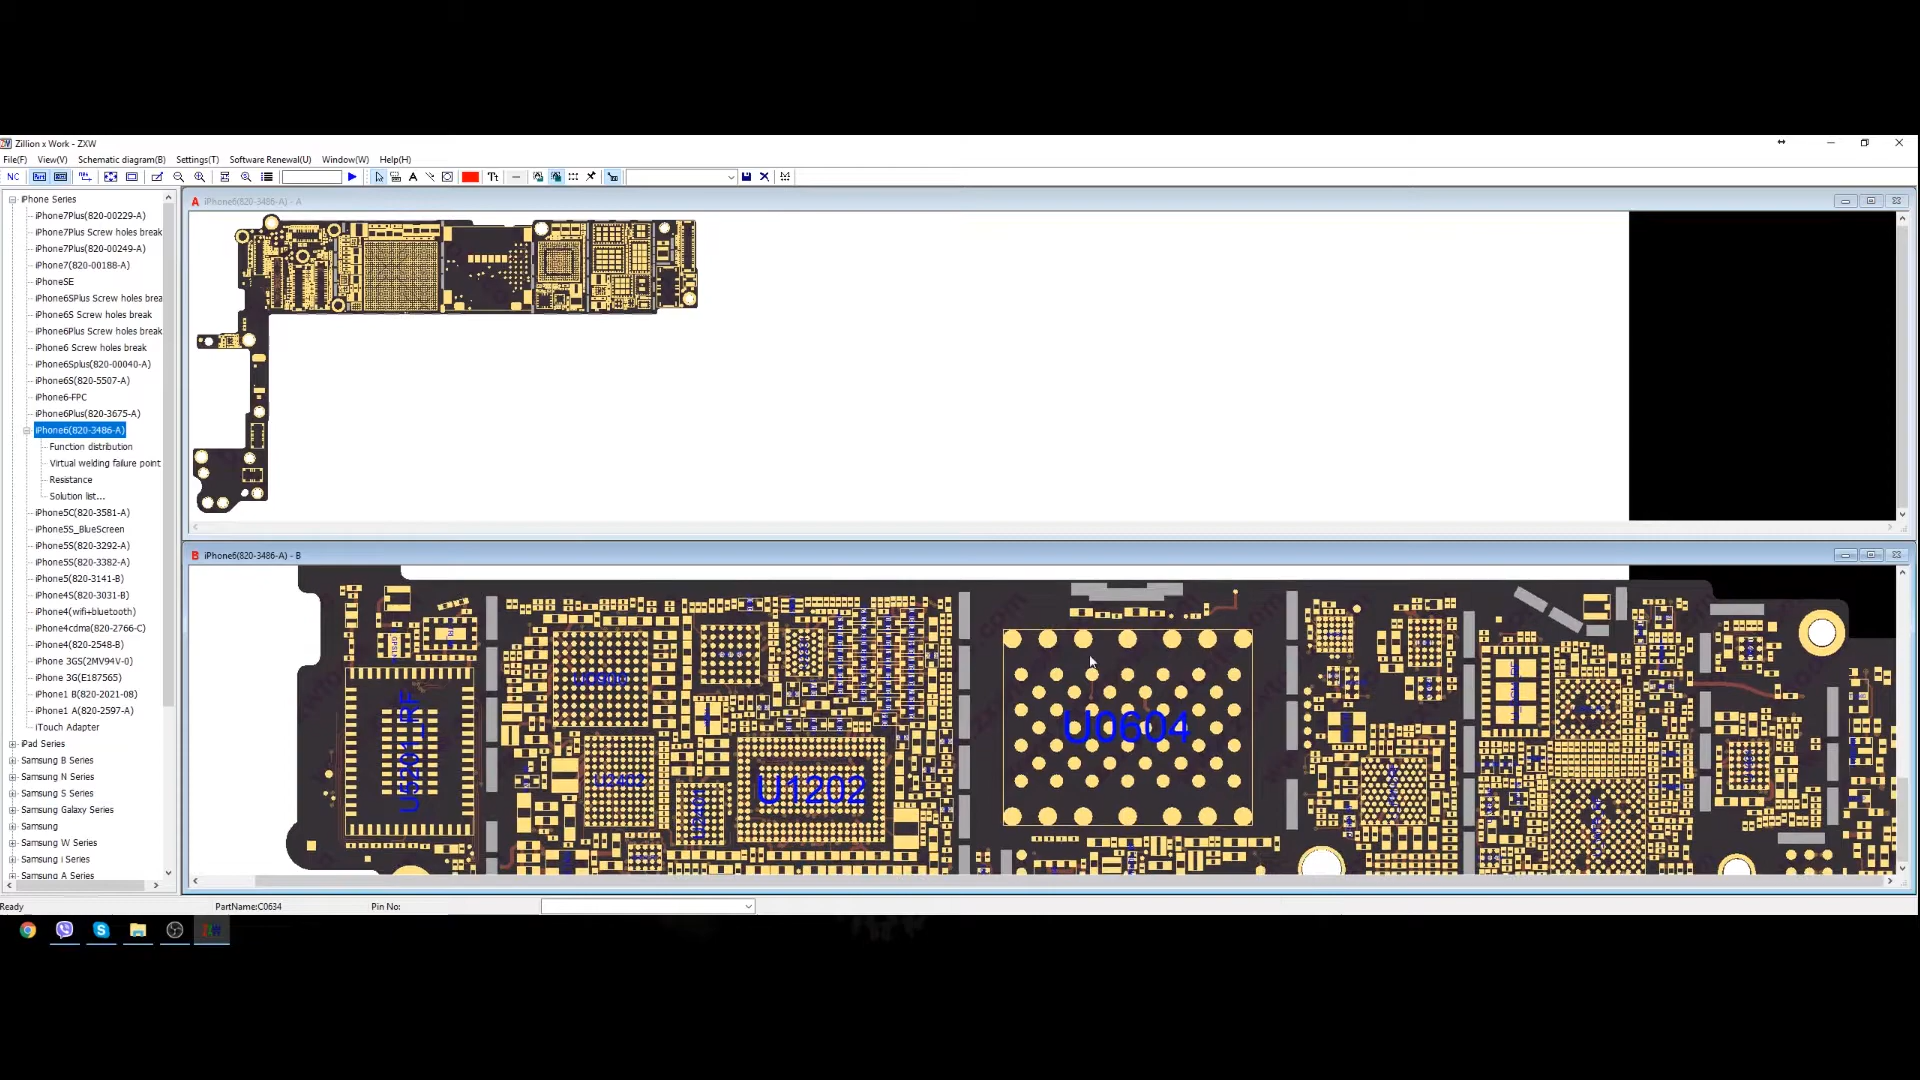 Zillion x Work - ZXW
File(F) View(V) Schematic diagram(B) Settings(T) Software Renewal(U) Window(W) Help(H)
NC
iPhone Series
iPhone7Plus(820-00229-A)
iPhone7Plus Screw holes break
iPhone7Plus(820-00249-A)
iPhone7(820-00188-A)
iPhoneSE
iPhone6SPlus Screw holes brea
iPhone6S Screw holes break
iPhone6Plus Screw holes break
iPhone6 Screw holes break
iPhone6Splus(820-00040-A)
iPhone6S(820-5507-A)
iPhone6-FPC
iPhone6Plus(820-3675-A)
iPhone6(820-3486-A)
Function distribution
Virtual welding failure point
Resistance
Solution list...
iPhone5C(820-3581-A)
iPhone5S_BlueScreen
iPhone5S(820-3292-A)
iPhone5S(820-3382-A)
iPhone5(820-3141-B)
iPhone4S(820-3031-B)
iPhone4(wifi+bluetooth)
iPhone4cdma(820-2766-C)
iPhone4(820-2548-B)
iPhone 3GS(2MV94V-0)
iPhone 3G(E187565)
iPhone1 B(820-2021-08)
iPhone1 A(820-2597-A)
iTouch Adapter
iPad Series
Samsung B Series
Samsung N Series
Samsung S Series
Samsung Galaxy Series
Samsung
Samsung W Series
Samsung i Series
Samsung A Series
A iPhone6(820-3486-A) - A
B iPhone6(820-3486-A) - B
U5201_RF
U0900
U2402
U2401
U1202
U0604
Ready PartName:C0634 Pin No: